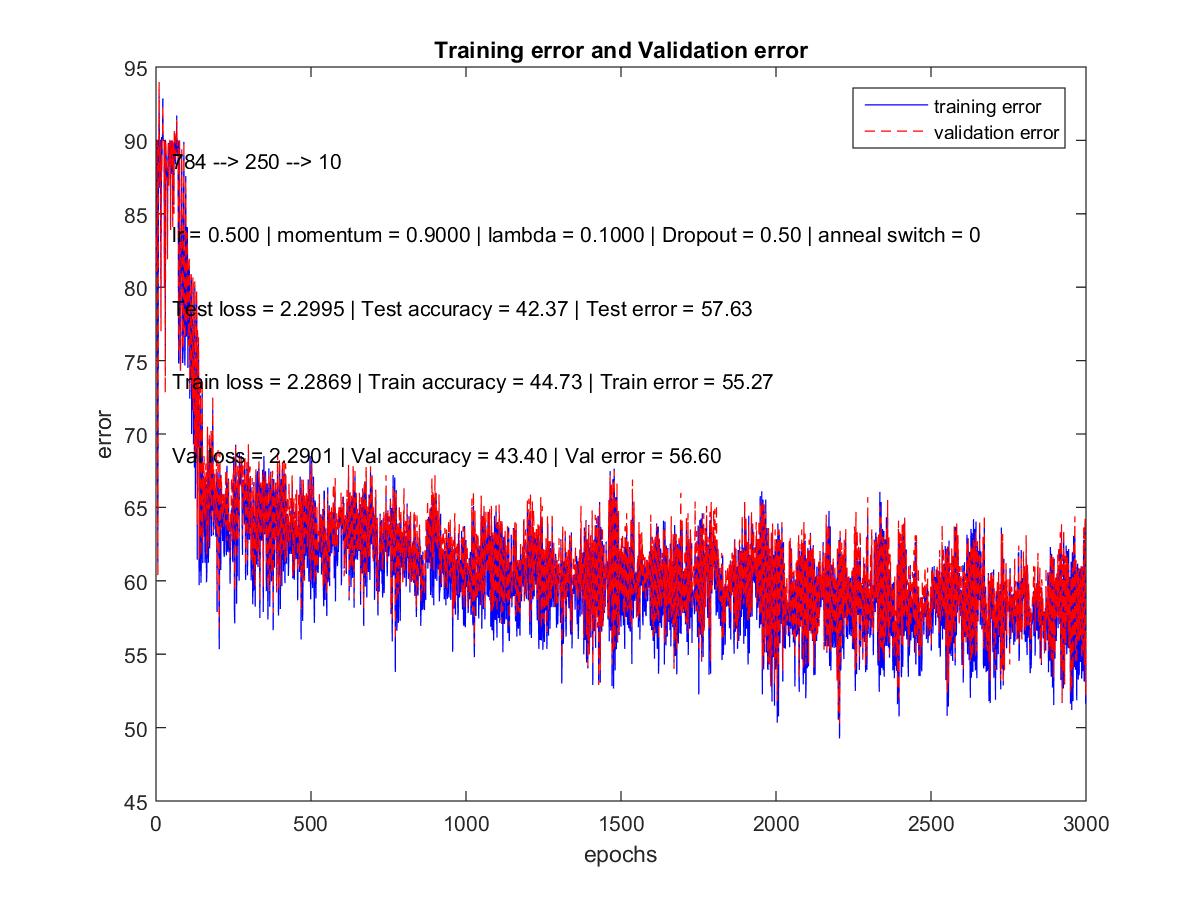 Training error and Validation error
95
90
85
80
75
70
65
60
55
50
45
error
training error
validation error
784 --> 250 --> 10
lr = 0.500 | momentum = 0.9000 | lambda = 0.1000 | Dropout = 0.50 | anneal switch = 0
Test loss = 2.2995 | Test accuracy = 42.37 | Test error = 57.63
Train loss = 2.2869 | Train accuracy = 44.73 | Train error = 55.27
Val loss = 2.2901 | Val accuracy = 43.40 | Val error = 56.60
0 500 1000 1500 2000 2500 3000
epochs